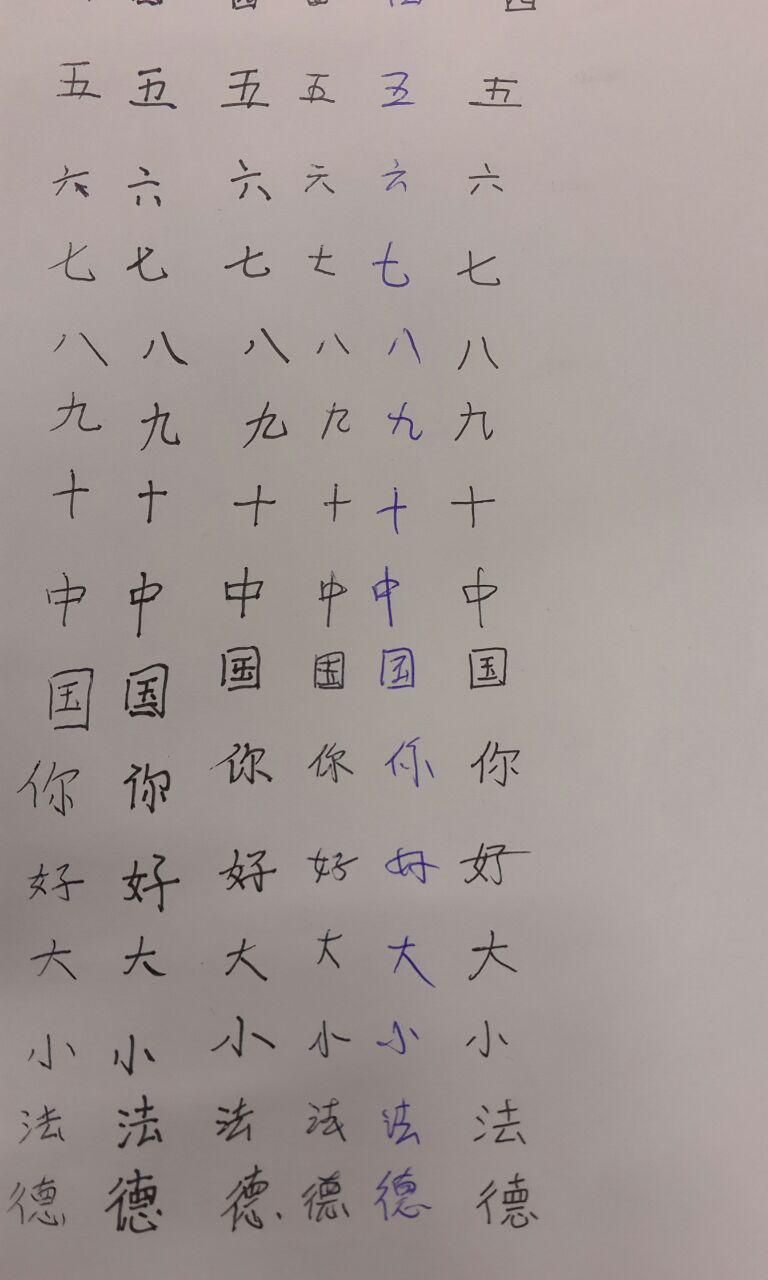 五 五 五 五 五 五
六 六 六 六 六 六
七 七 七 七 七 七
八 八 八 八 八 八
九 九 九 九 九 九
十 十 十 十 十 十
中 中 中 中 中 中
国 国 国 国 国 国
你 你 你 你 你 你
好 好 好 好 好 好
大 大 大 大 大 大
小 小 小 小 小 小
法 法 法 法 法 法
德 德 德 德 德 德